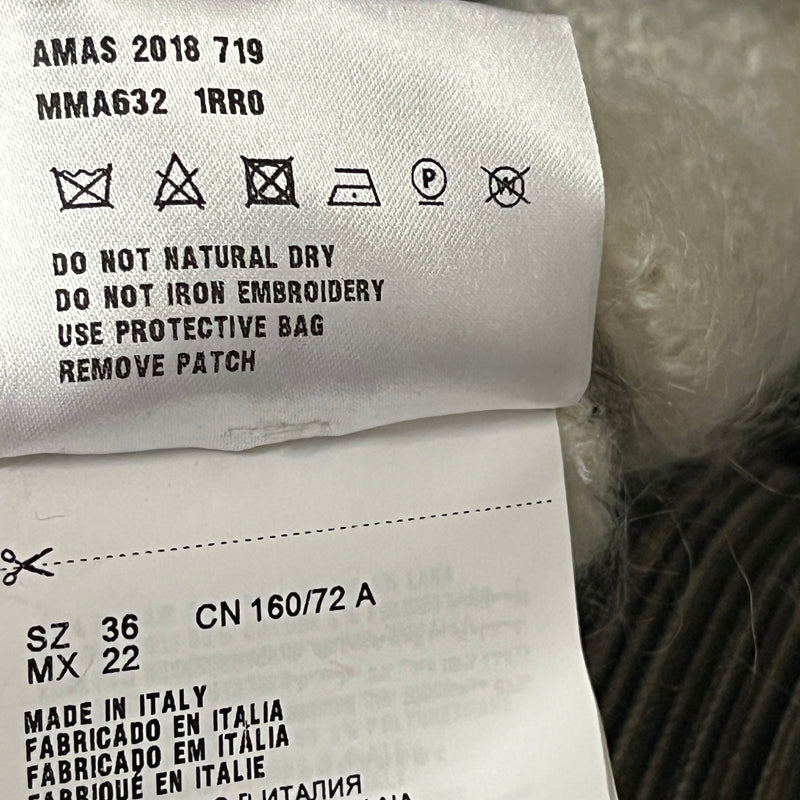 AMAS 2018 719
MMA632 1RR0
P
W
DO NOT NATURAL DRY
DO NOT IRON EMBROIDERY
USE PROTECTIVE BAG
REMOVE PATCH
SZ 36 CN 160/72 A
MX 22
MADE IN ITALY
FABRICADO EN ITALIA
FABRICADO EM ITÁLIA
FABRIQUÉ EN ITALIE
ИТАЛИЯ